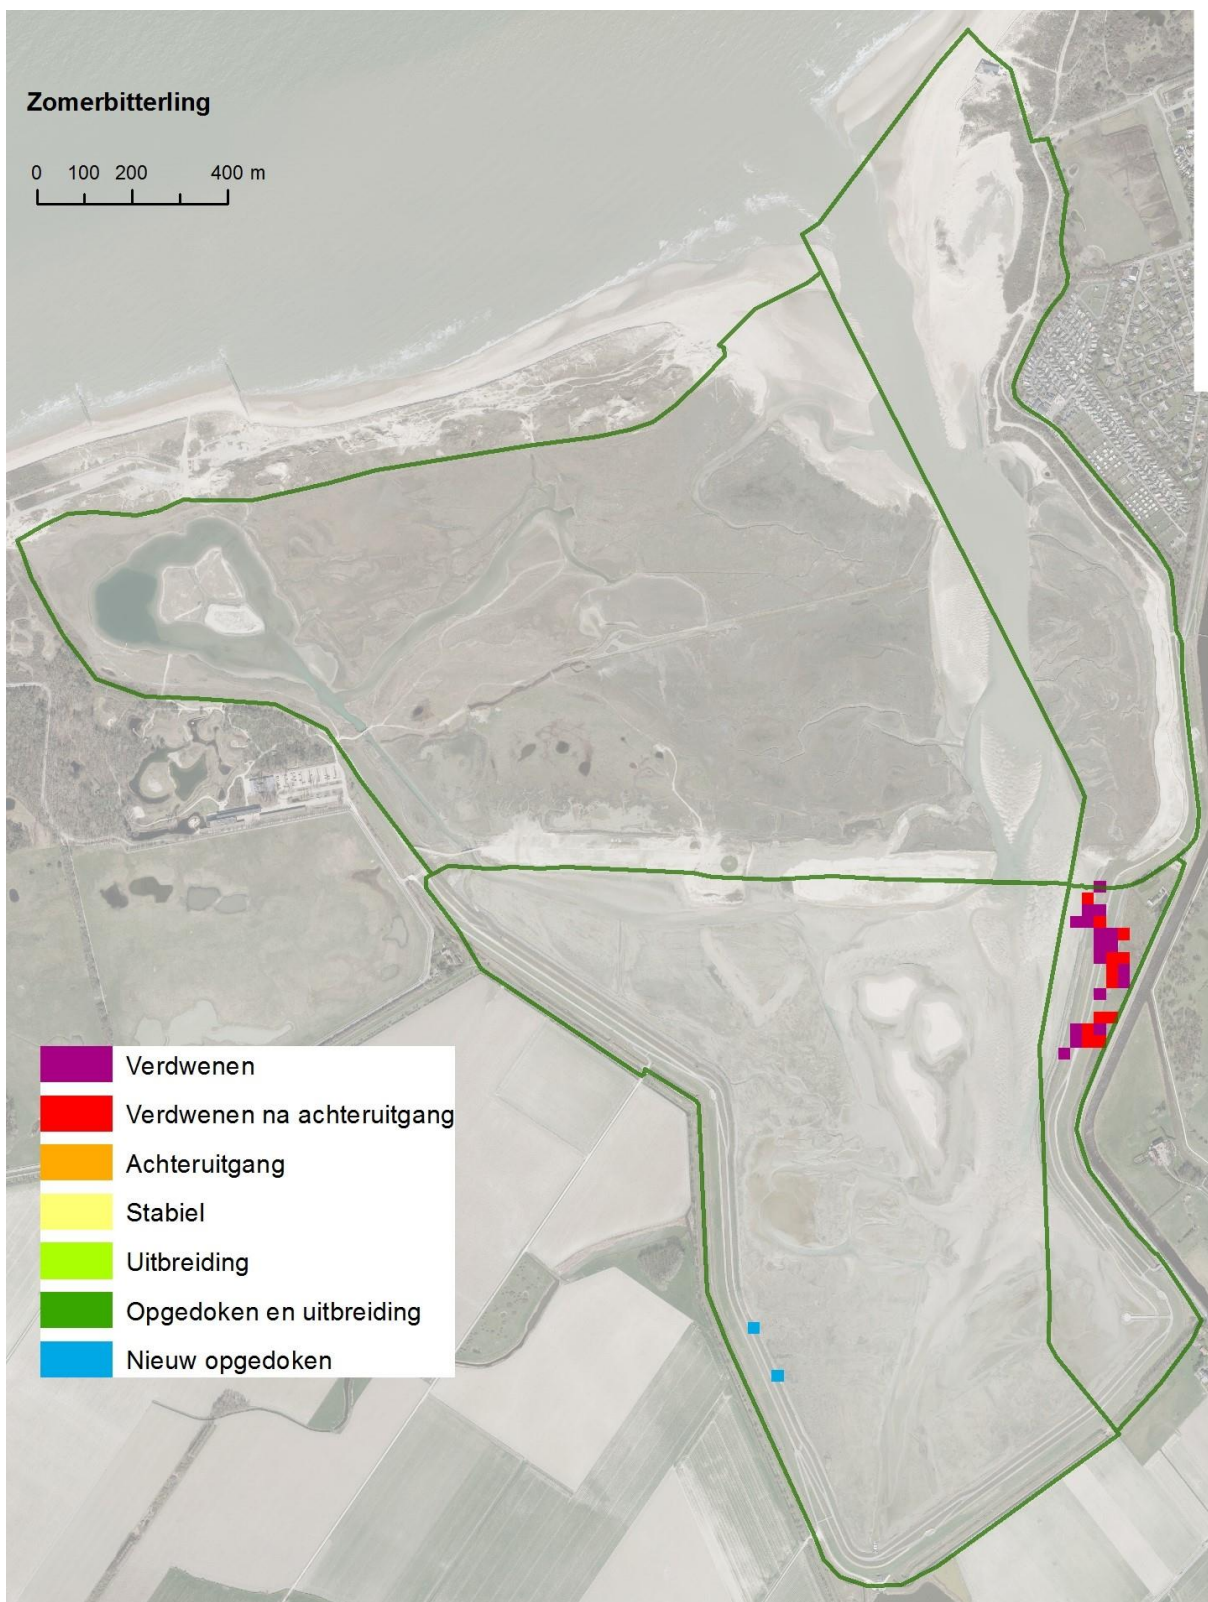 Zomerbitterling
0 100 200 400 m
Verdwenen
Verdwenen na achteruitgang
Achteruitgang
Stabiel
Uitbreiding
Opgedoken en uitbreiding
Nieuw opgedoken